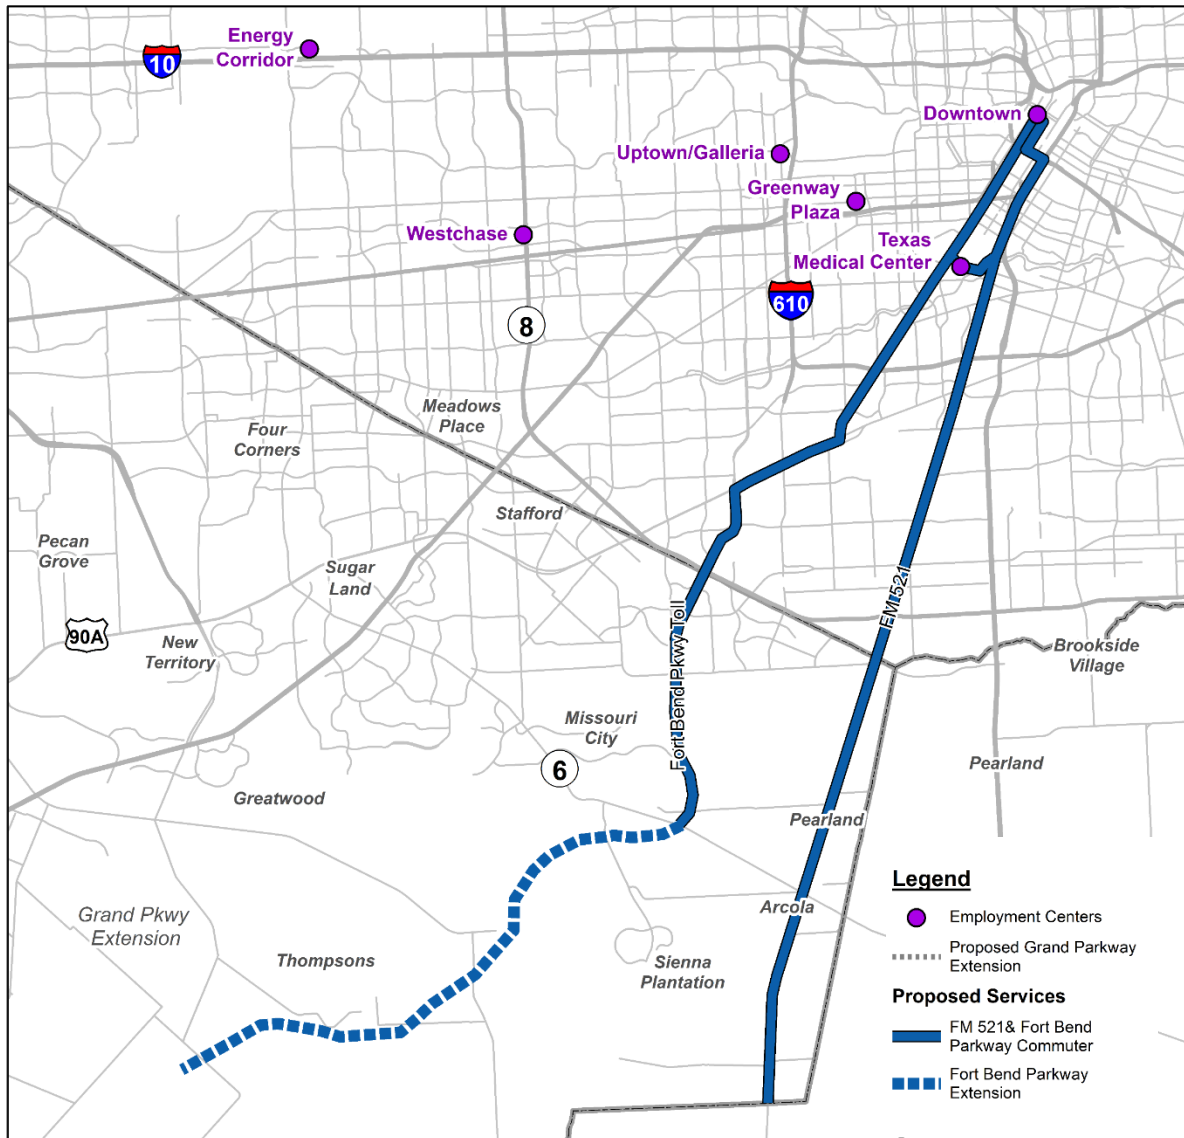 Energy
Corridor
10
Downtown
Uptown/Galleria
Greenway
Plaza
Westchase
Texas
Medical Center
610
8
Meadows
Place
Four
Corners
Stafford
Pecan
Grove
Sugar
Land
FM 521
90A
New
Territory
Fort Bend Pkwy Toll
Brookside
Village
Missouri
City
6
Pearland
Greatwood
Pearland
Legend
Arcola
Grand Pkwy
Extension
Employment Centers
Thompsons
Sienna
Plantation
Proposed Grand Parkway
Extension
Proposed Services
FM 521& Fort Bend
Parkway Commuter
Fort Bend Parkway
Extension